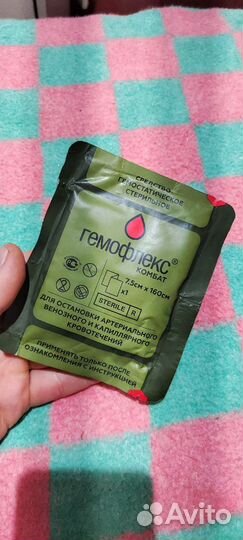 СРЕДСТВО
ГЕМОСТАТИЧЕСКОЕ
СТЕРИЛЬНОЕ
гемофлекс®
КОМБАТ
7,5см х 160см
х1
STERILE R
ДЛЯ ОСТАНОВКИ АРТЕРИАЛЬНОГО
ВЕНОЗНОГО И КАПИЛЛЯРНОГО
КРОВОТЕЧЕНИЙ
ПРИМЕНЯТЬ ТОЛЬКО ПОСЛЕ
ОЗНАКОМЛЕНИЯ С ИНСТРУКЦИЕЙ
Avito